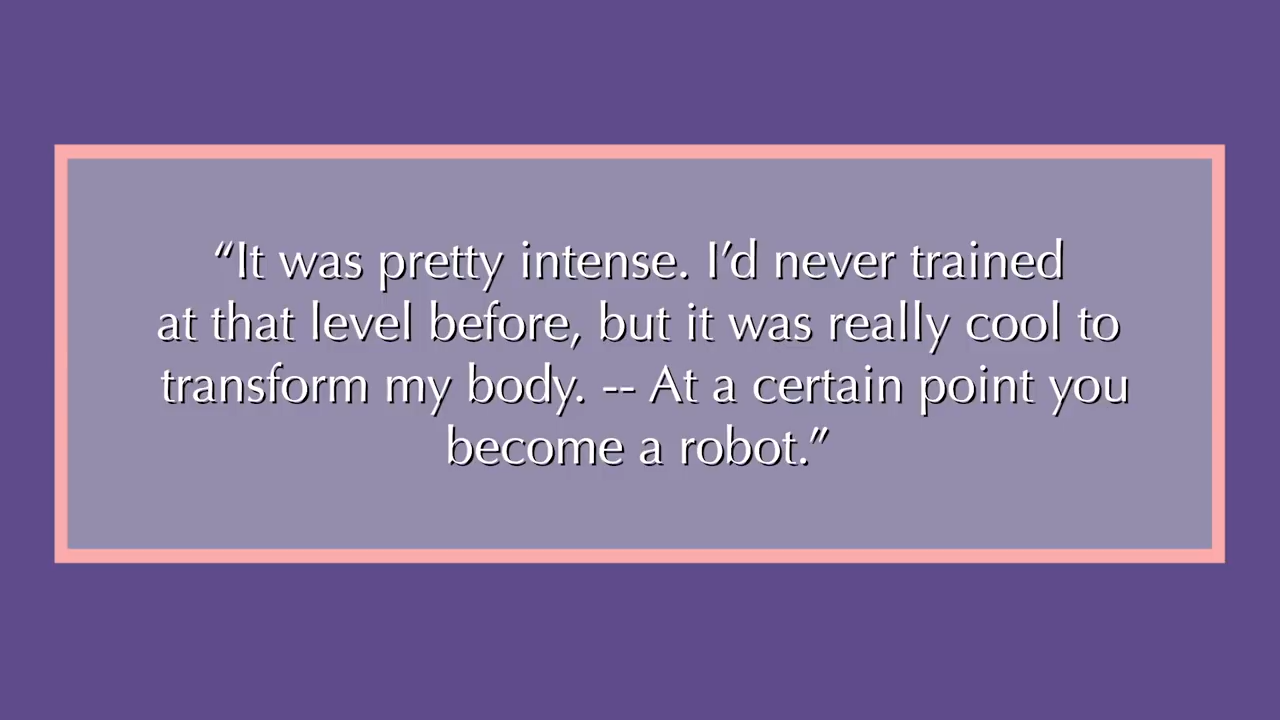 “It was pretty intense. I’d never trained
at that level before, but it was really cool to
transform my body. -- At a certain point you
become a robot.”